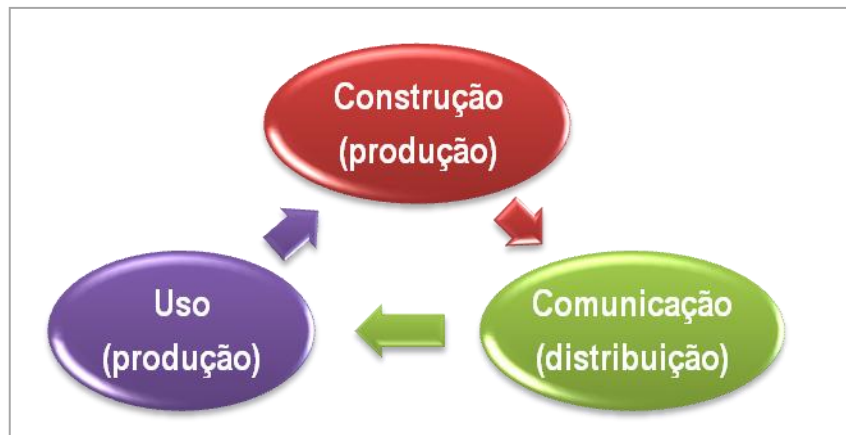 Construção
(produção)
Uso
(produção)
Comunicação
(distribuição)